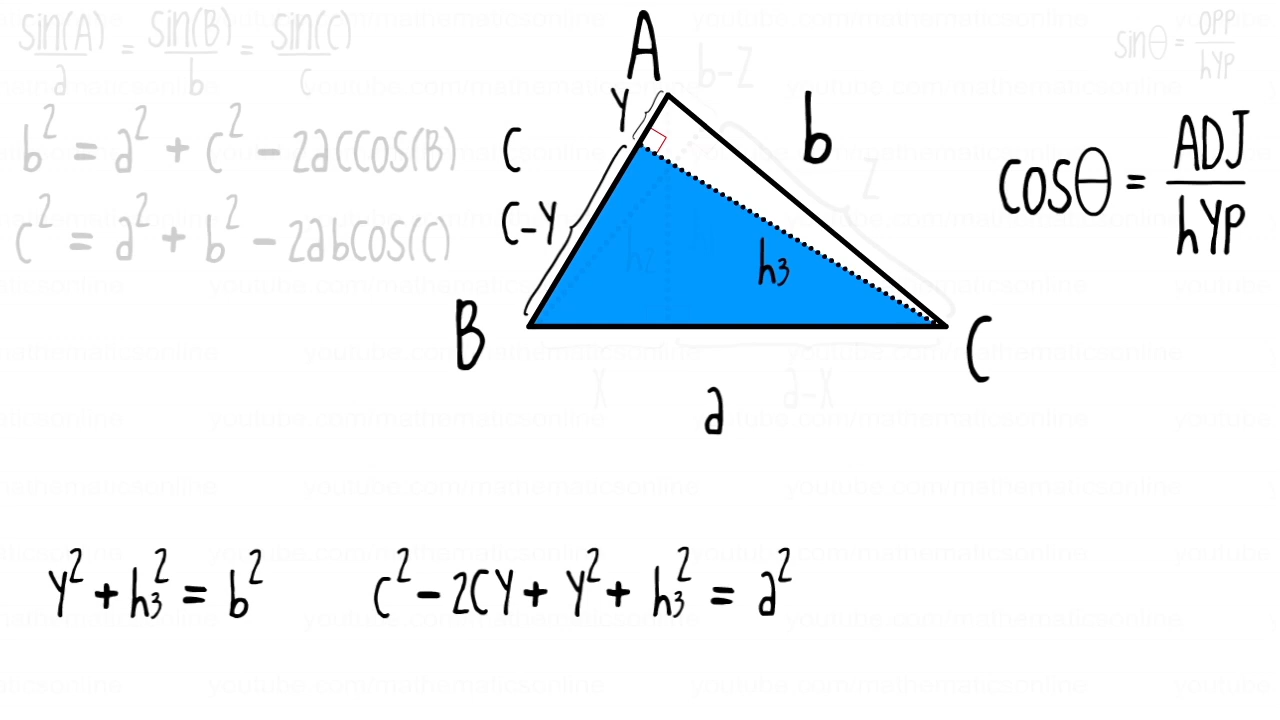 sin(A)/a = sin(B)/b = sin(C)/c
b² = a² + c² - 2acCOS(B)
c² = a² + b² - 2abCOS(C)
sinθ = OPP/hYP
COSθ = ADJ/hYP
A
b-Z
Y
C
b
Z
C-Y
h₂
h₁
h₃
B
C
X
a-X
a
Y² + h₃² = b²
C² - 2CY + Y² + h₃² = a²
youtube.com/mathematicsonline